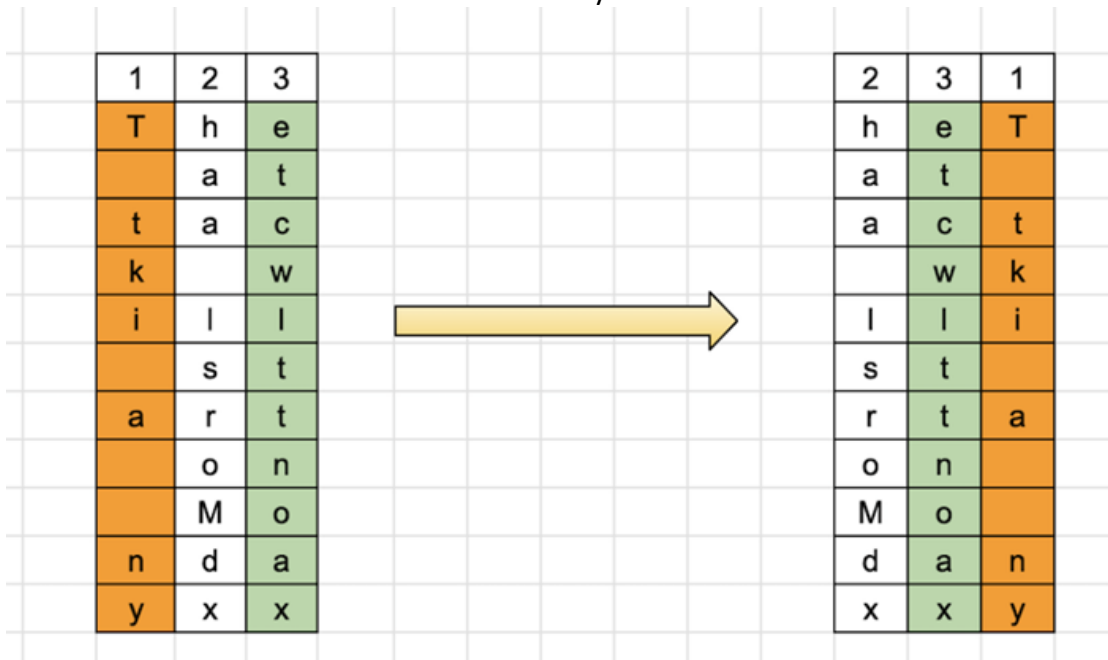 1 2 3
T h e
a t
t a c
k w
i l l
s t
a r t
o n
M o
n d a
y x x
2 3 1
h e T
a t
a c t
w k
l l i
s t
r t a
o n
M o
d a n
x x y